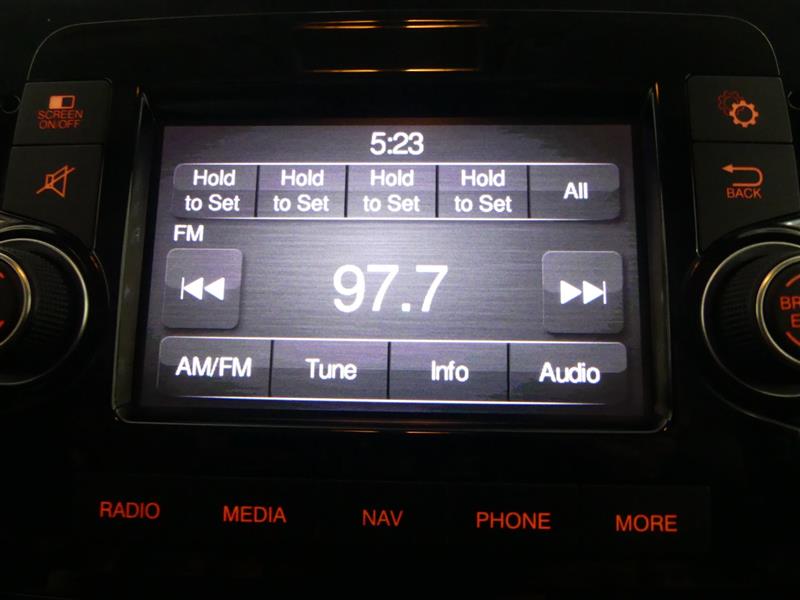 SCREEN
ON/OFF
5:23
Hold
to Set
Hold
to Set
Hold
to Set
Hold
to Set
All
FM
97.7
AM/FM
Tune
Info
Audio
BACK
RADIO
MEDIA
NAV
PHONE
MORE